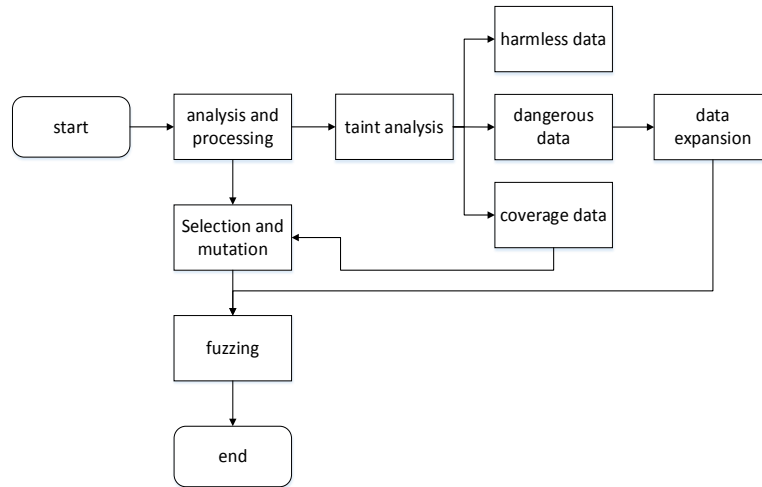 harmless data
start
analysis and
processing
taint analysis
dangerous
data
data
expansion
Selection and
mutation
coverage data
fuzzing
end